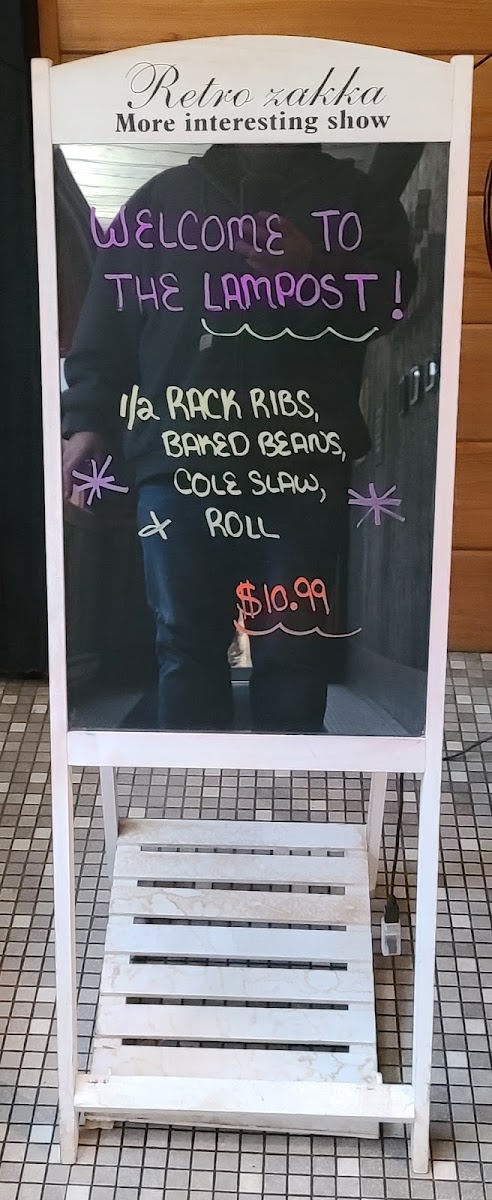 Retro zakka
More interesting show
WELCOME TO
THE LAMPOST!
1/2 RACK RIBS,
BAKED BEANS,
COLE SLAW,
& ROLL
$10.99